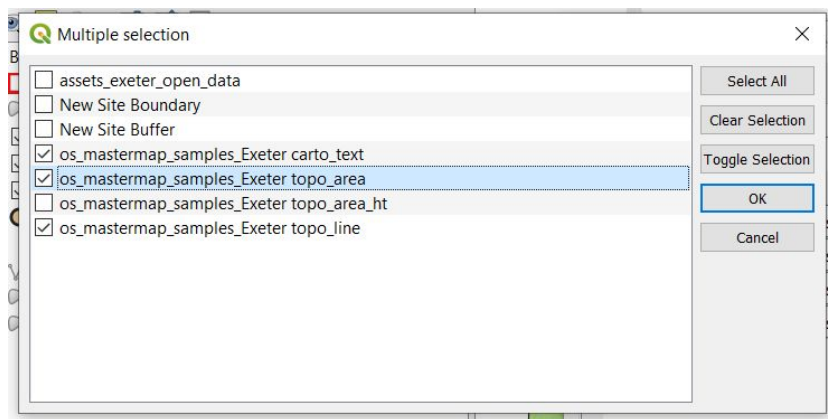 Multiple selection
B
assets_exeter_open_data
New Site Boundary
New Site Buffer
os_mastermap_samples_Exeter carto_text
os_mastermap_samples_Exeter topo_area
os_mastermap_samples_Exeter topo_area_ht
os_mastermap_samples_Exeter topo_line
Select All
Clear Selection
Toggle Selection
OK
Cancel